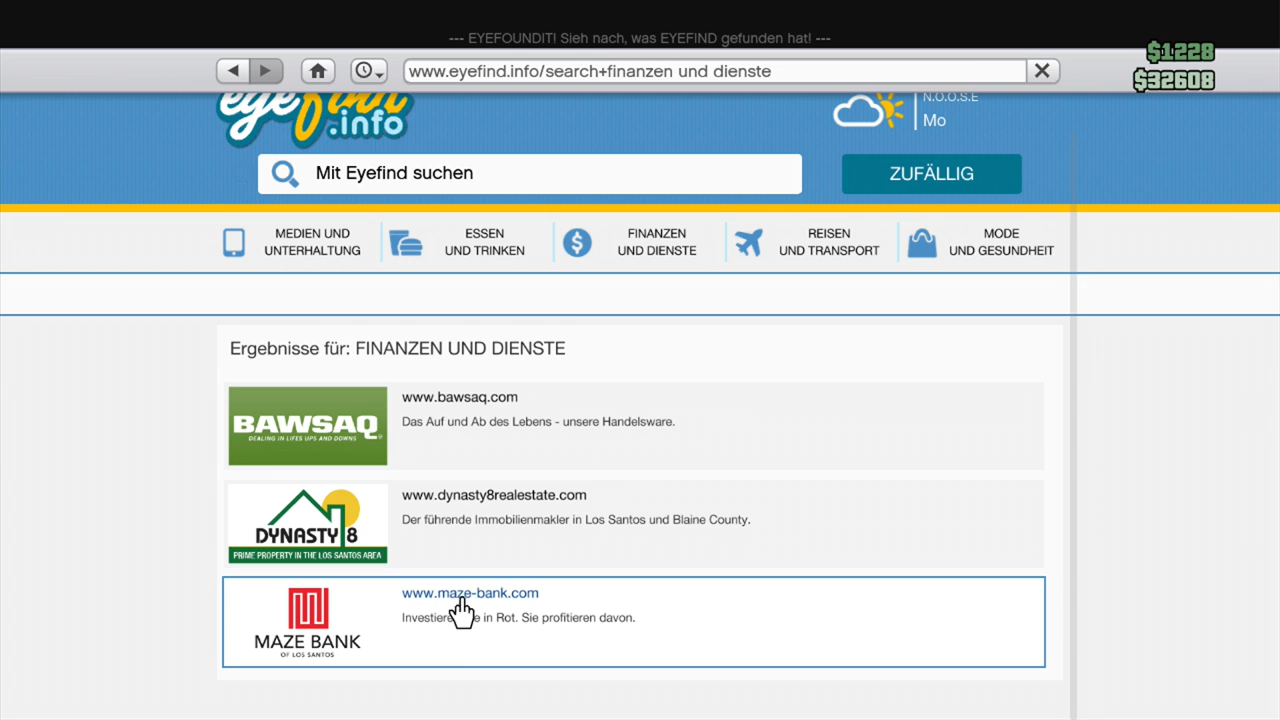 --- EYEFOUNDIT! Sieh nach, was EYEFIND gefunden hat! ---
$1228
www.eyefind.info/search+finanzen und dienste
$32608
eyefind
.info
N.O.O.S.E
Mo
Mit Eyefind suchen
ZUFÄLLIG
MEDIEN UND
UNTERHALTUNG
ESSEN
UND TRINKEN
FINANZEN
UND DIENSTE
REISEN
UND TRANSPORT
MODE
UND GESUNDHEIT
Ergebnisse für: FINANZEN UND DIENSTE
BAWSAQ
DEALING IN LIFES UPS AND DOWNS
www.bawsaq.com
Das Auf und Ab des Lebens - unsere Handelsware.
DYNASTY 8
PRIME PROPERTY IN THE LOS SANTOS AREA
www.dynasty8realestate.com
Der führende Immobilienmakler in Los Santos und Blaine County.
MAZE BANK
OF LOS SANTOS
www.maze-bank.com
Investieren Sie in Rot. Sie profitieren davon.